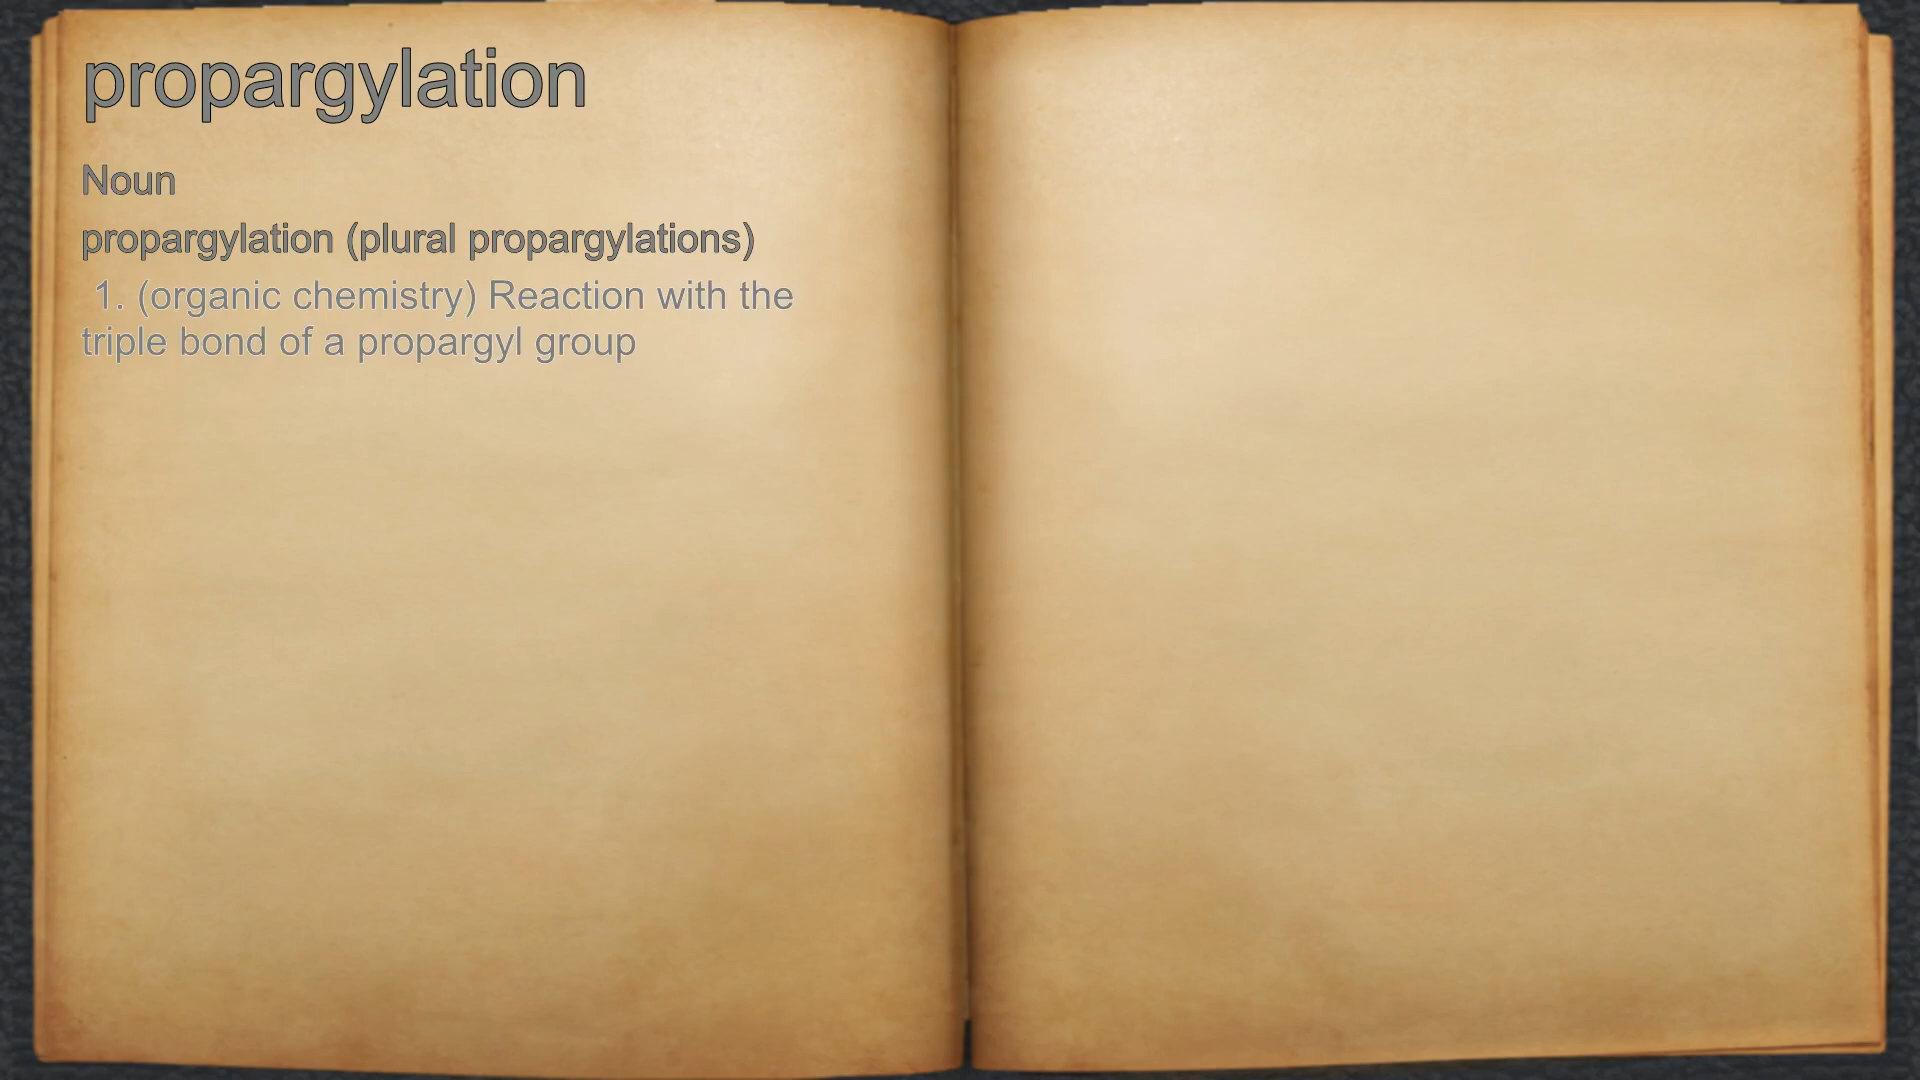 propargylation
Noun
propargylation (plural propargylations)
1. (organic chemistry) Reaction with the
triple bond of a propargyl group